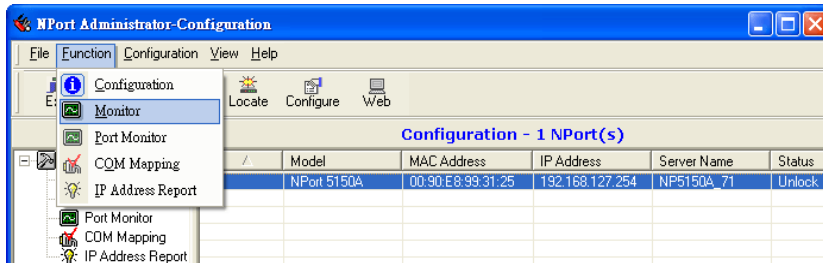 NPort Administrator-Configuration
File Function Configuration View Help
Configuration
Monitor
Port Monitor
COM Mapping
IP Address Report
Locate Configure Web
Configuration - 1 NPort(s)
Model MAC Address IP Address Server Name Status
NPort 5150A 00:90:E8:99:31:25 192.168.127.254 NP5150A_71 Unlock
Port Monitor
COM Mapping
IP Address Report